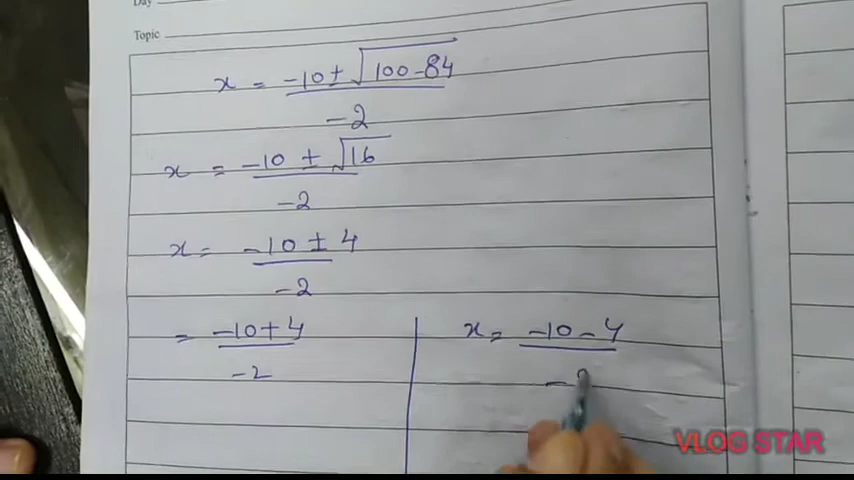 Day
Topic
x = -10 ± √100 - 84
-2
x = -10 ± √16
-2
x = -10 ± 4
-2
= -10 + 4
-2
x = -10 - 4
-2
VLOG STAR